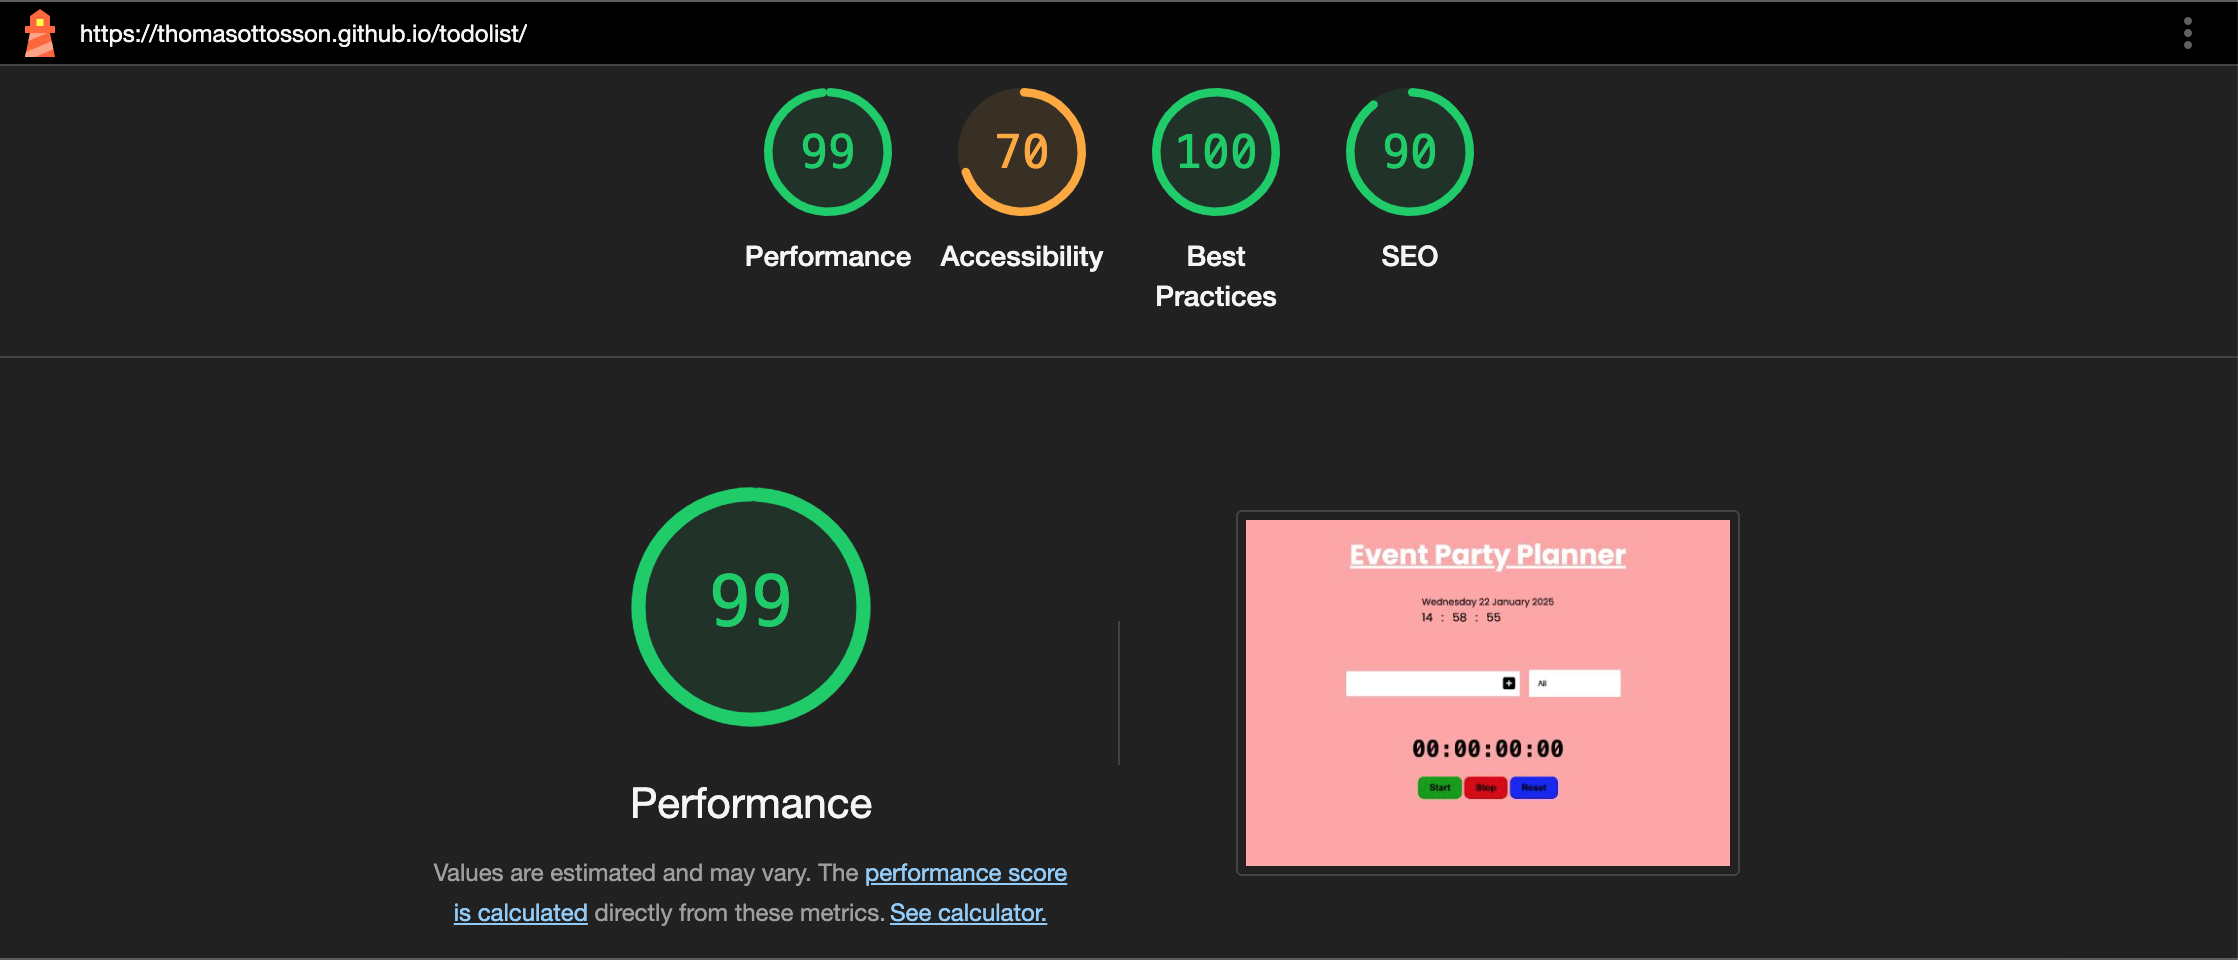 https://thomasottosson.github.io/todolist/
99
70
100
90
Performance
Accessibility
Best
Practices
SEO
99
Performance
Values are estimated and may vary. The performance score
is calculated directly from these metrics. See calculator.
Event Party Planner
Wednesday 22 January 2025
14 : 58 : 55
All
00:00:00:00
Start
Stop
Reset